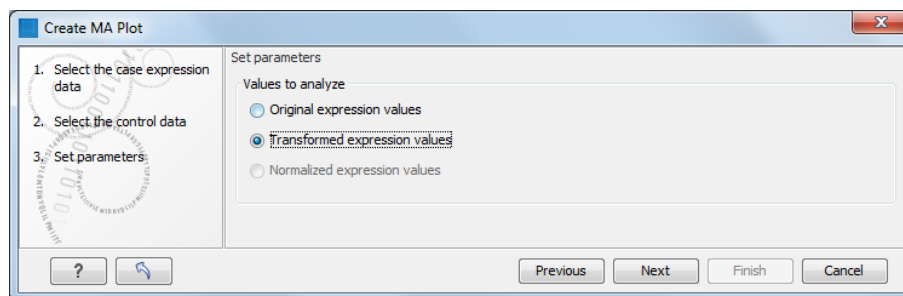 Create MA Plot
1. Select the case expression
data
2. Select the control data
3. Set parameters
Set parameters
Values to analyze
Original expression values
Transformed expression values
Normalized expression values
?
Previous
Next
Finish
Cancel